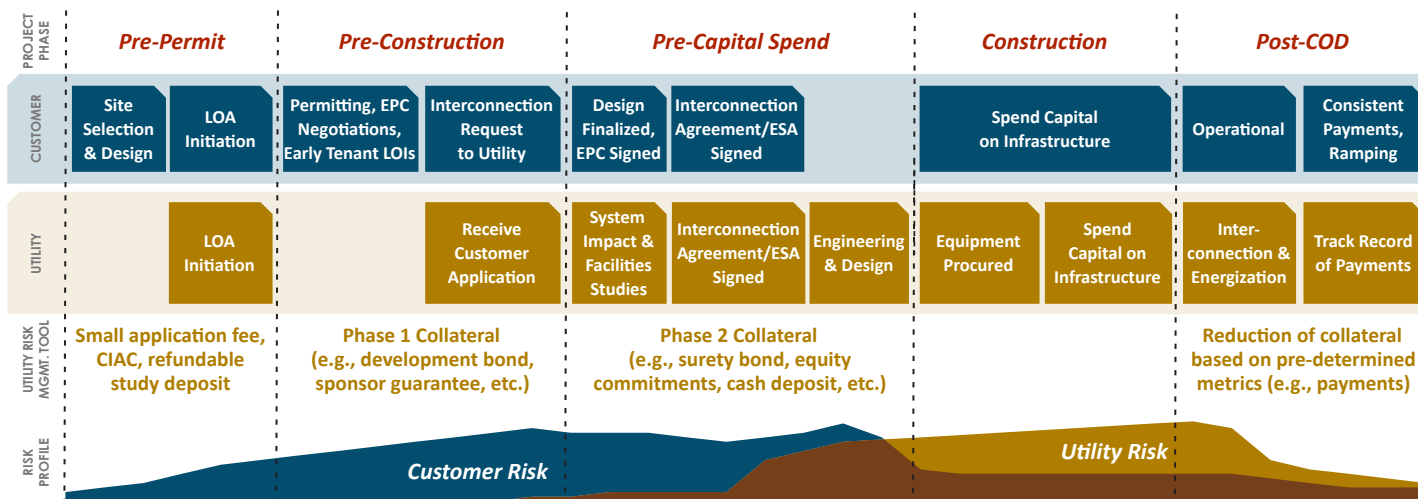 PROJECT
PHASE
Pre-Permit
Pre-Construction
Pre-Capital Spend
Construction
Post-COD
CUSTOMER
Site
Selection
& Design
LOA
Initiation
Permitting, EPC
Negotiations,
Early Tenant LOIs
Interconnection
Request
to Utility
Design
Finalized,
EPC Signed
Interconnection
Agreement/ESA
Signed
Spend Capital
on Infrastructure
Operational
Consistent
Payments,
Ramping
UTILITY
LOA
Initiation
Receive
Customer
Application
System
Impact &
Facilities
Studies
Interconnection
Agreement/ESA
Signed
Engineering
& Design
Equipment
Procured
Spend
Capital on
Infrastructure
Inter-
connection &
Energization
Track Record
of Payments
UTILITY RISK
MGMT. TOOL
Small application fee,
CIAC, refundable
study deposit
Phase 1 Collateral
(e.g., development bond,
sponsor guarantee, etc.)
Phase 2 Collateral
(e.g., surety bond, equity
commitments, cash deposit, etc.)
Reduction of collateral
based on pre-determined
metrics (e.g., payments)
RISK
PROFILE
Customer Risk
Utility Risk